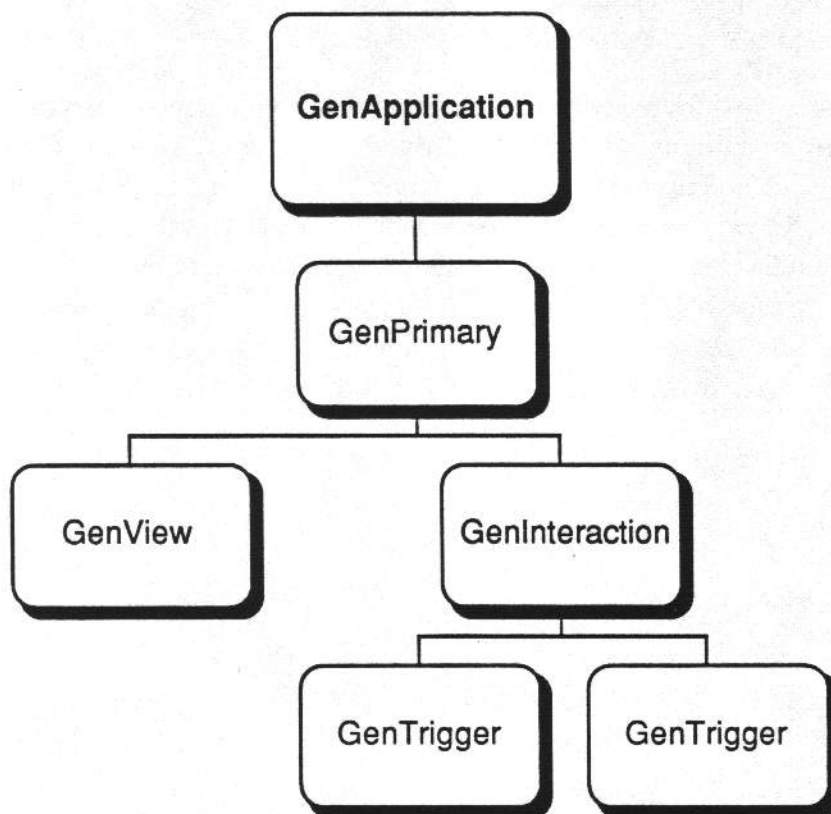 GenApplication
GenPrimary
GenView
GenInteraction
GenTrigger
GenTrigger